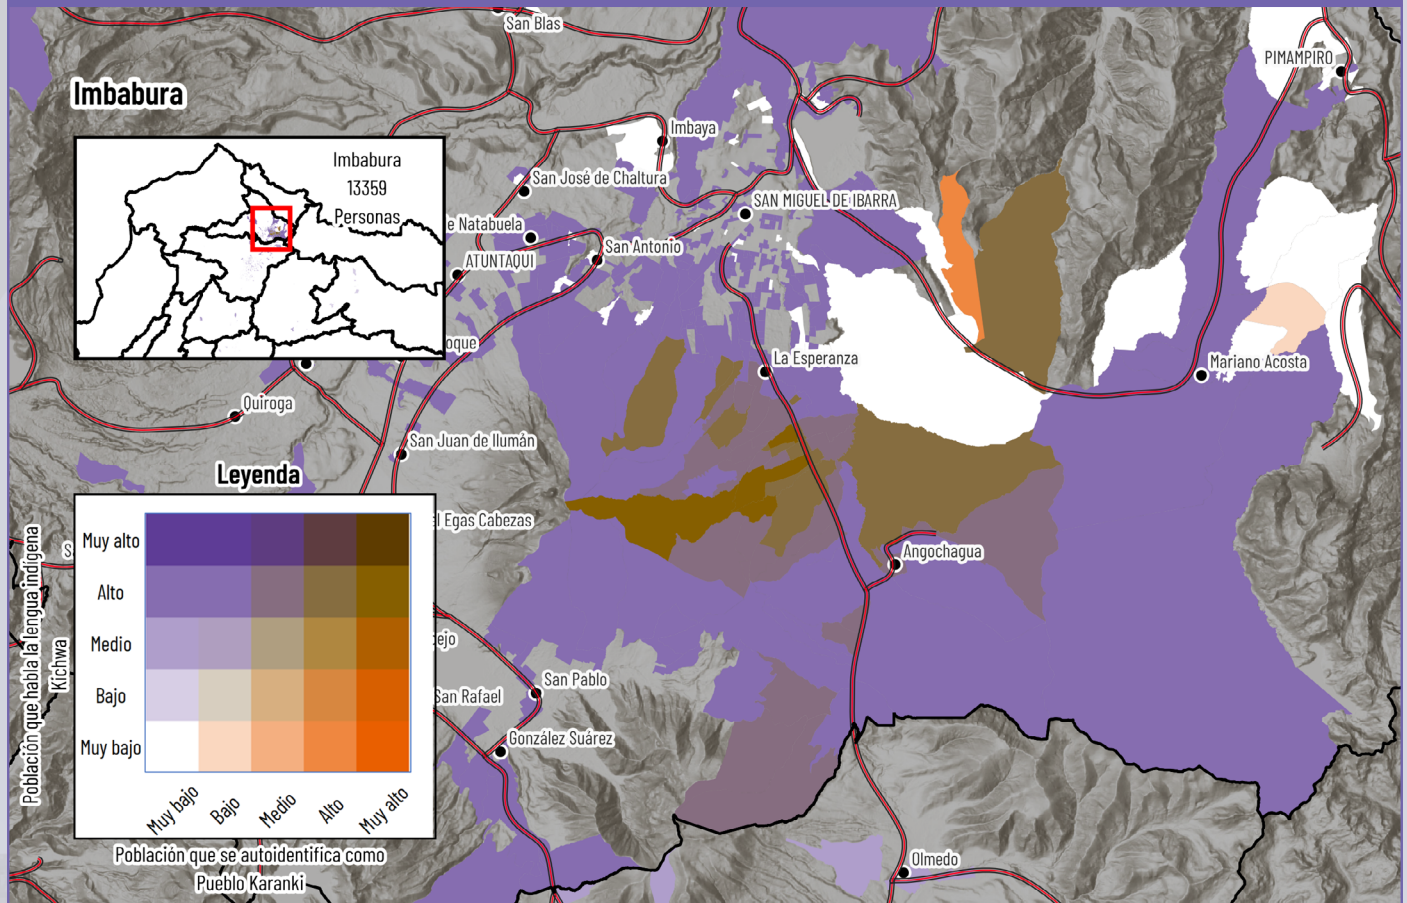 San Blas
PIMAMPIRO
Imbabura
Imbaya
Imbabura
13359
Personas
San José de Chaltura
SAN MIGUEL DE IBARRA
e Natabuela
San Antonio
ATUNTAQUI
oque
La Esperanza
Mariano Acosta
Quiroga
San Juan de Ilumán
Leyenda
l Egas Cabezas
Angochagua
Muy alto
Alto
Medio
Bajo
Muy bajo
Población que habla la lengua indígena
Kichwa
ejo
San Pablo
San Rafael
González Suárez
Muy bajo
Bajo
Medio
Alto
Muy alto
Población que se autoidentifica como
Pueblo Karanki
Olmedo